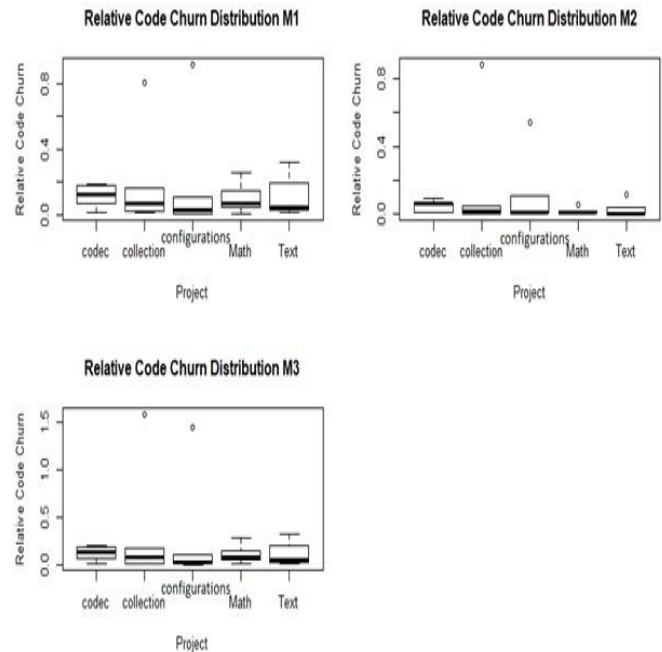 Relative Code Churn Distribution M1
Relative Code Churn
0.8
0.4
0.0
codec collection configurations Math Text
Project
Relative Code Churn Distribution M2
Relative Code Churn
0.8
0.4
0.0
codec collection configurations Math Text
Project
Relative Code Churn Distribution M3
Relative Code Churn
1.5
1.0
0.5
0.0
codec collection configurations Math Text
Project